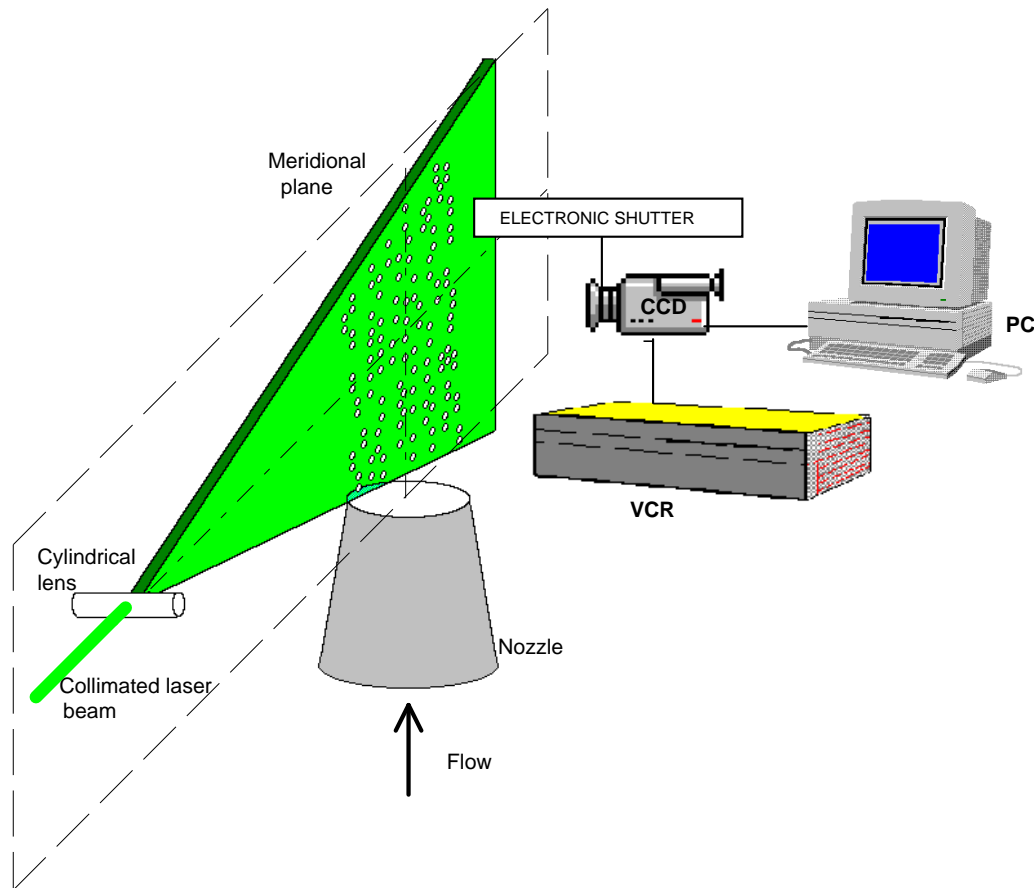 Meridional
plane
ELECTRONIC SHUTTER
CCD
PC
VCR
Cylindrical
lens
Nozzle
Collimated laser
beam
Flow